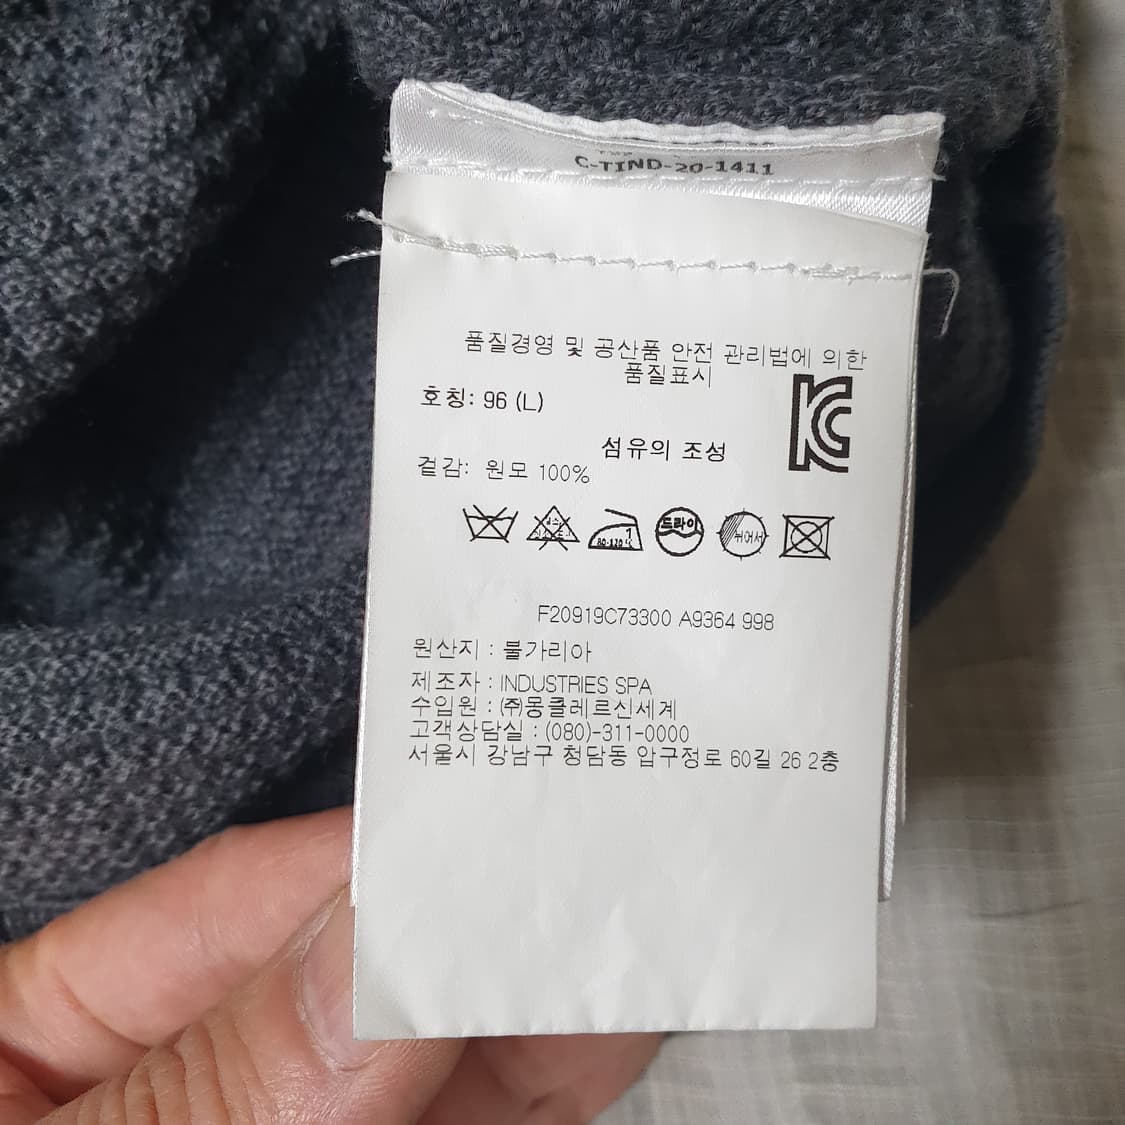 C-TIND-20-1411
품질경영 및 공산품 안전 관리법에 의한
품질표시
호칭: 96 (L)
섬유의 조성
겉감: 원모 100%
80-120℃
드라이
F20919C73300 A9364 998
원산지 : 불가리아
제조자 : INDUSTRIES SPA
수입원 : ㈜몽클레르신세계
고객상담실 : (080)-311-0000
서울시 강남구 청담동 압구정로 60길 26 2층